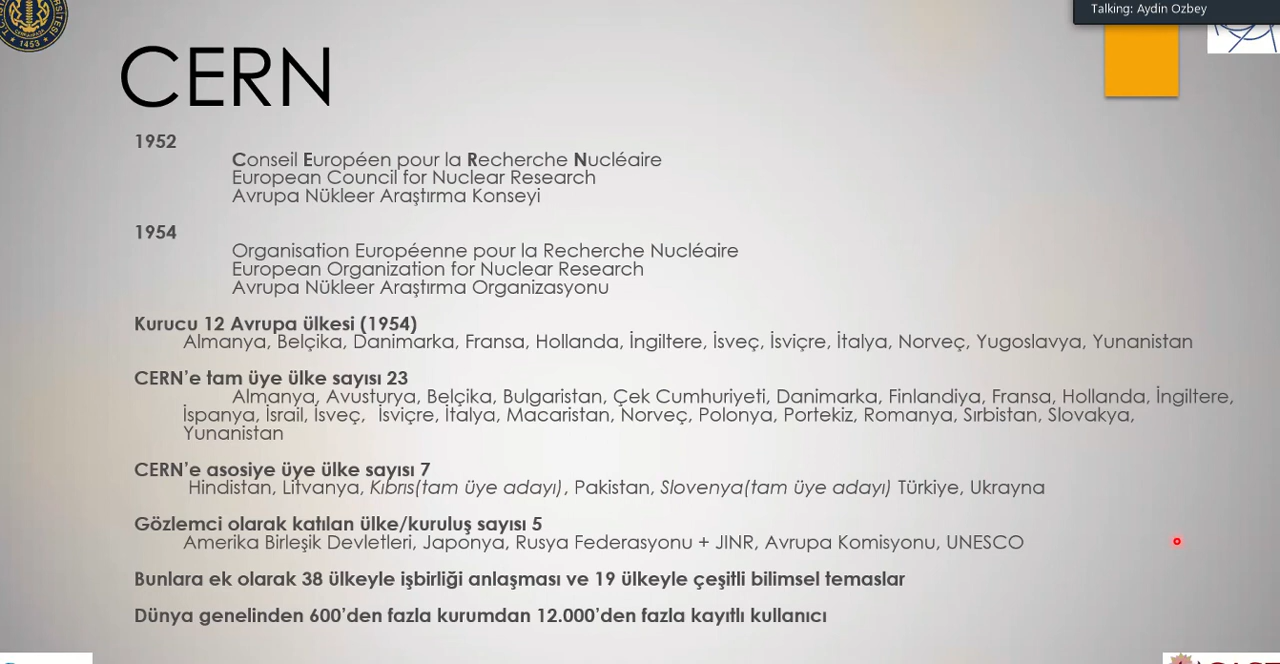 Talking: Aydin Ozbey
1453
CERN
1952
Conseil Européen pour la Recherche Nucléaire
European Council for Nuclear Research
Avrupa Nükleer Araştırma Konseyi
1954
Organisation Européenne pour la Recherche Nucléaire
European Organization for Nuclear Research
Avrupa Nükleer Araştırma Organizasyonu
Kurucu 12 Avrupa ülkesi (1954)
Almanya, Belçika, Danimarka, Fransa, Hollanda, İngiltere, İsveç, İsviçre, İtalya, Norveç, Yugoslavya, Yunanistan
CERN'e tam üye ülke sayısı 23
Almanya, Avusturya, Belçika, Bulgaristan, Çek Cumhuriyeti, Danimarka, Finlandiya, Fransa, Hollanda, İngiltere,
İspanya, İsrail, İsveç, İsviçre, İtalya, Macaristan, Norveç, Polonya, Portekiz, Romanya, Sırbistan, Slovakya,
Yunanistan
CERN'e asosiye üye ülke sayısı 7
Hindistan, Litvanya, Kıbrıs(tam üye adayı), Pakistan, Slovenya(tam üye adayı) Türkiye, Ukrayna
Gözlemci olarak katılan ülke/kuruluş sayısı 5
Amerika Birleşik Devletleri, Japonya, Rusya Federasyonu + JINR, Avrupa Komisyonu, UNESCO
Bunlara ek olarak 38 ülkeyle işbirliği anlaşması ve 19 ülkeyle çeşitli bilimsel temaslar
Dünya genelinden 600'den fazla kurumdan 12.000'den fazla kayıtlı kullanıcı